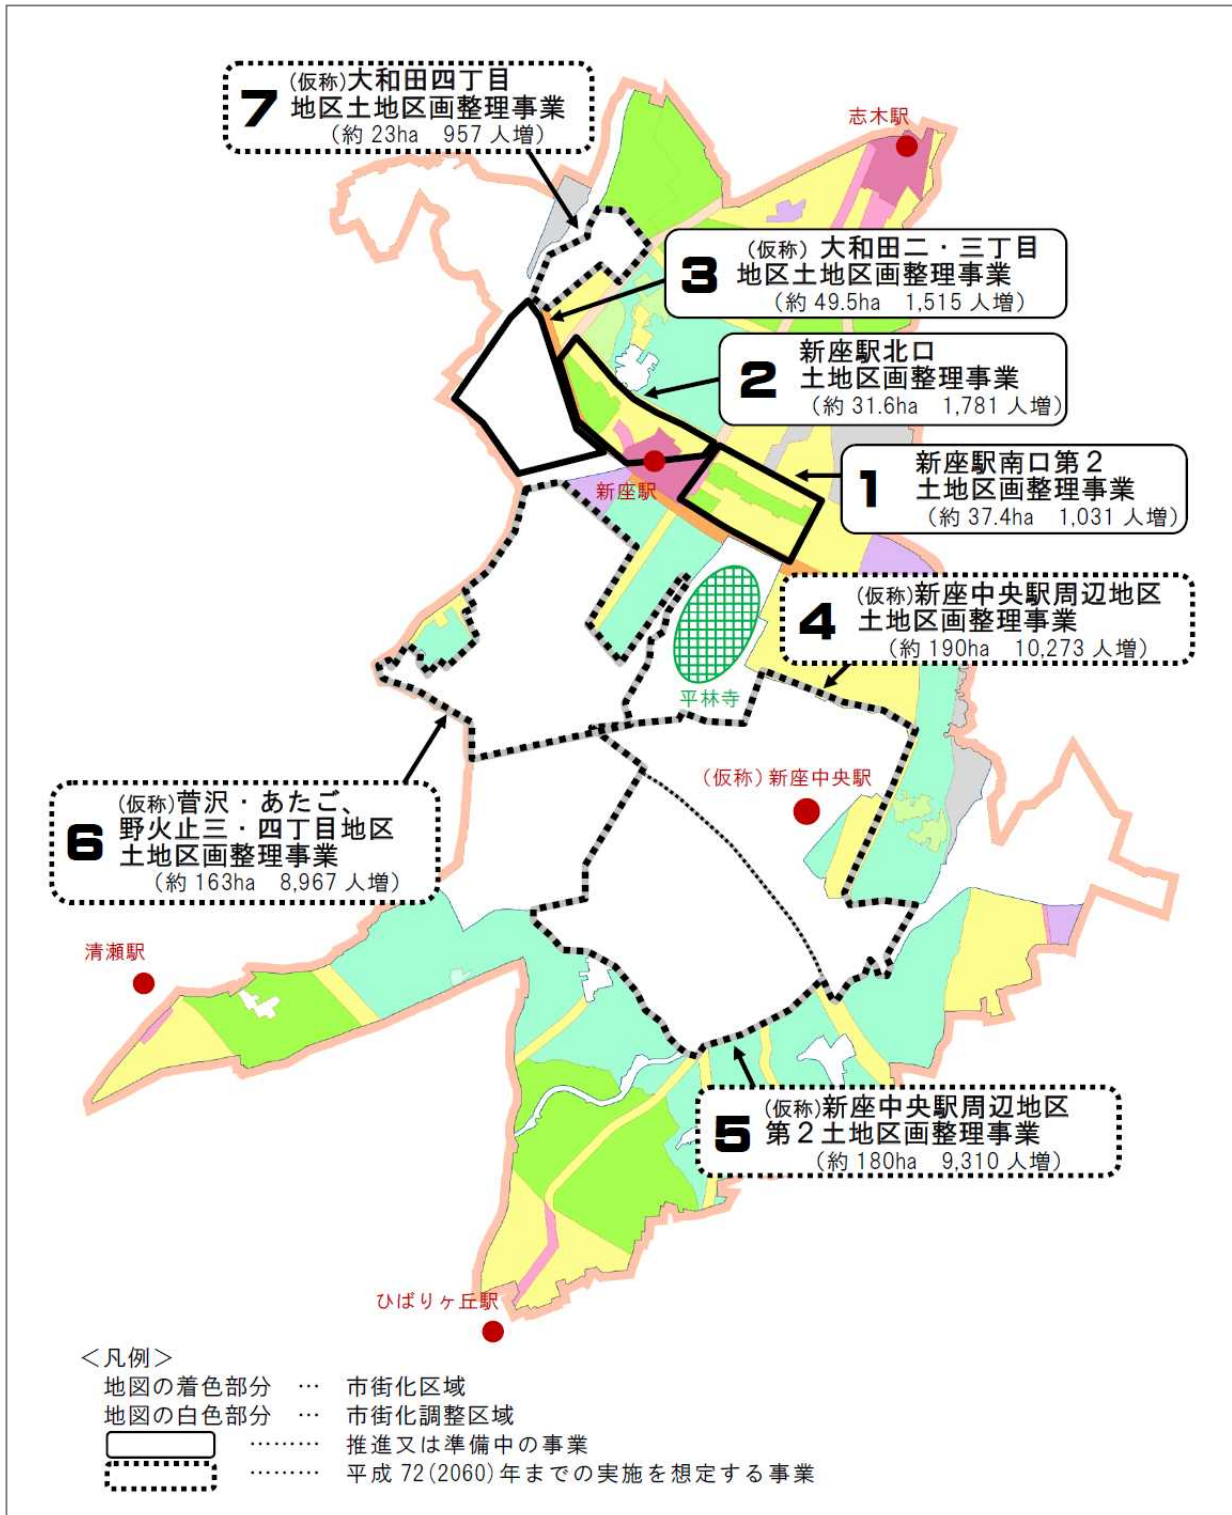 7
(仮称)大和田四丁目
地区土地区画整理事業
(約 23ha 957 人増)
志木駅
3
(仮称) 大和田二・三丁目
地区土地区画整理事業
(約 49.5ha 1,515 人増)
2
新座駅北口
土地区画整理事業
(約 31.6ha 1,781 人増)
1
新座駅南口第2
土地区画整理事業
(約 37.4ha 1,031 人増)
新座駅
4
(仮称)新座中央駅周辺地区
土地区画整理事業
(約 190ha 10,273 人増)
平林寺
(仮称)新座中央駅
6
(仮称)菅沢・あたご、
野火止三・四丁目地区
土地区画整理事業
(約 163ha 8,967 人増)
清瀬駅
5
(仮称)新座中央駅周辺地区
第2土地区画整理事業
(約 180ha 9,310 人増)
ひばりヶ丘駅
<凡例>
地図の着色部分 … 市街化区域
地図の白色部分 … 市街化調整区域
……… 推進又は準備中の事業
……… 平成 72(2060)年までの実施を想定する事業